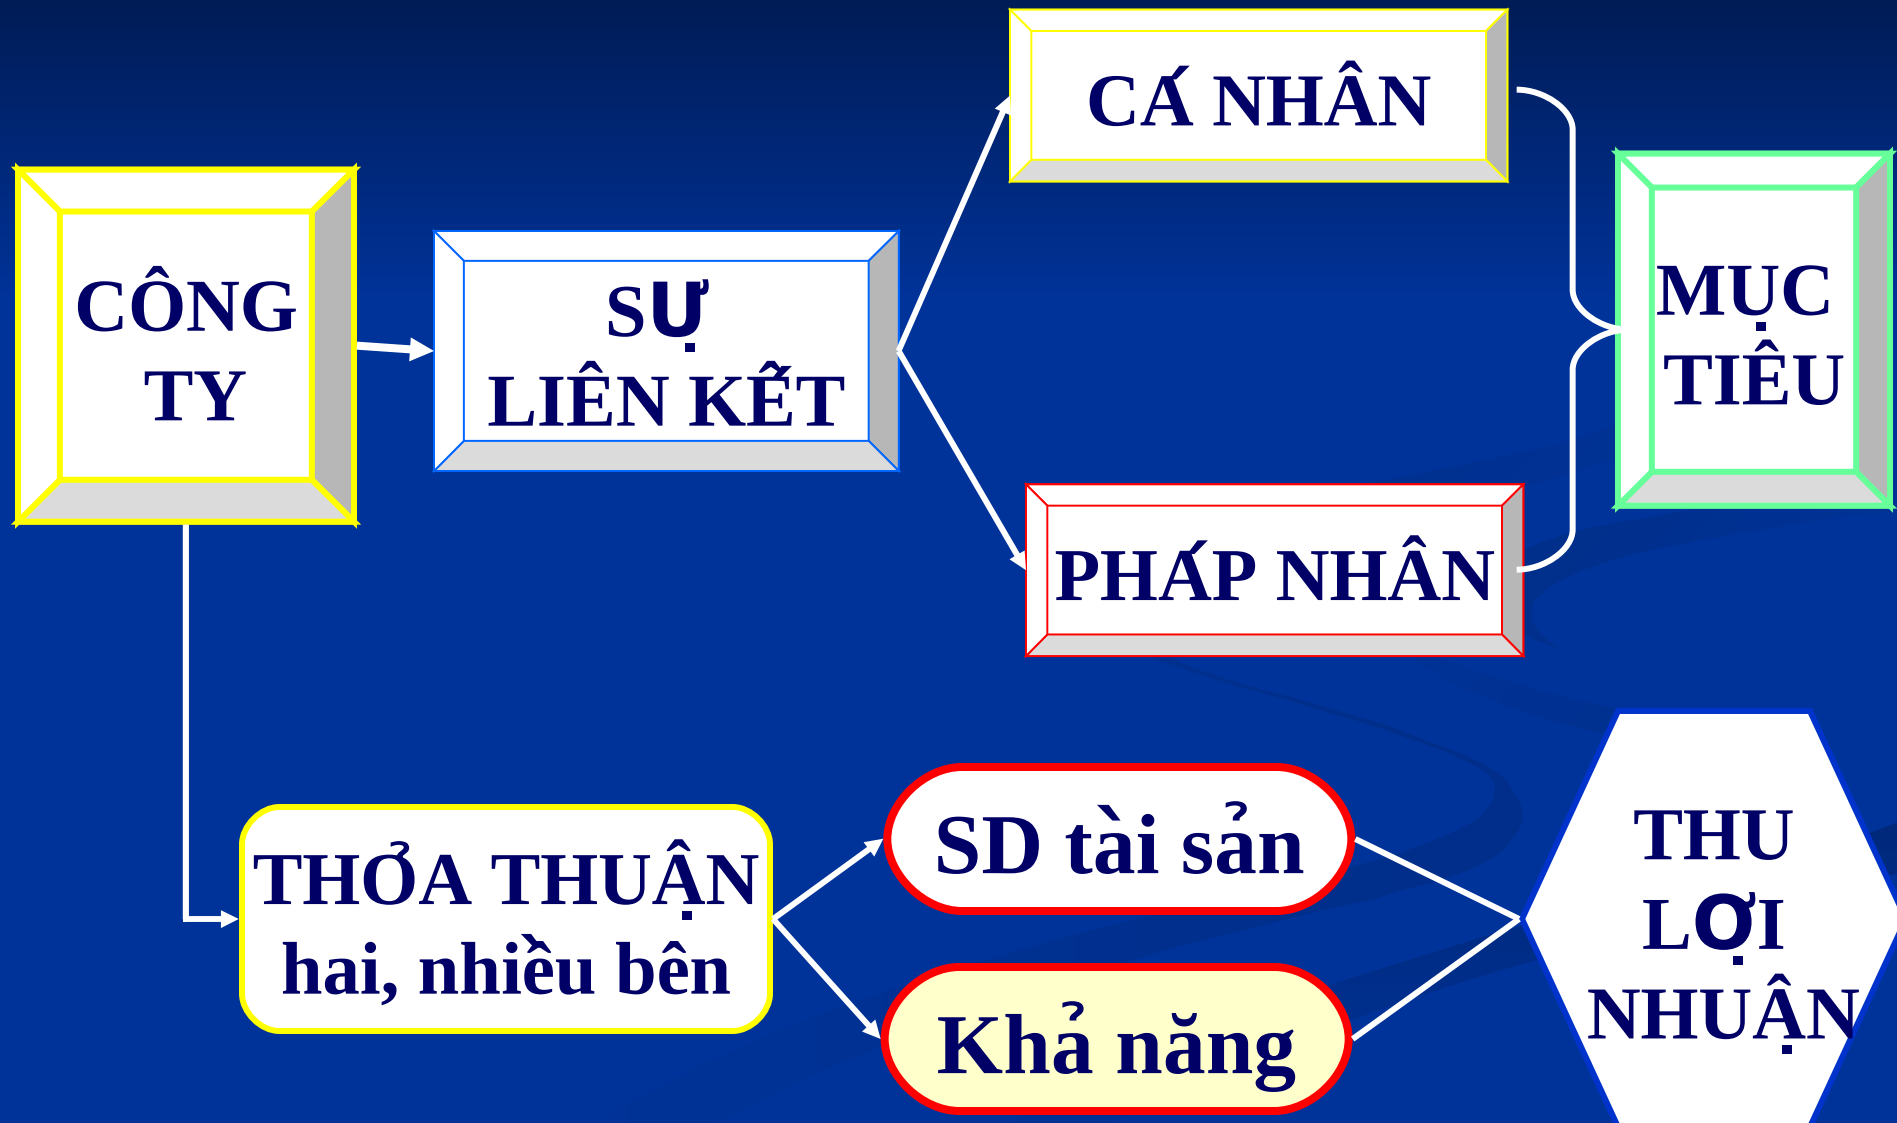 CÁ NHÂN
CÔNG
TY
SỰ
LIÊN KẾT
MỤC
TIÊU
PHÁP NHÂN
THỎA THUẬN
hai, nhiều bên
SD tài sản
Khả năng
THU
LỢI
NHUẬN